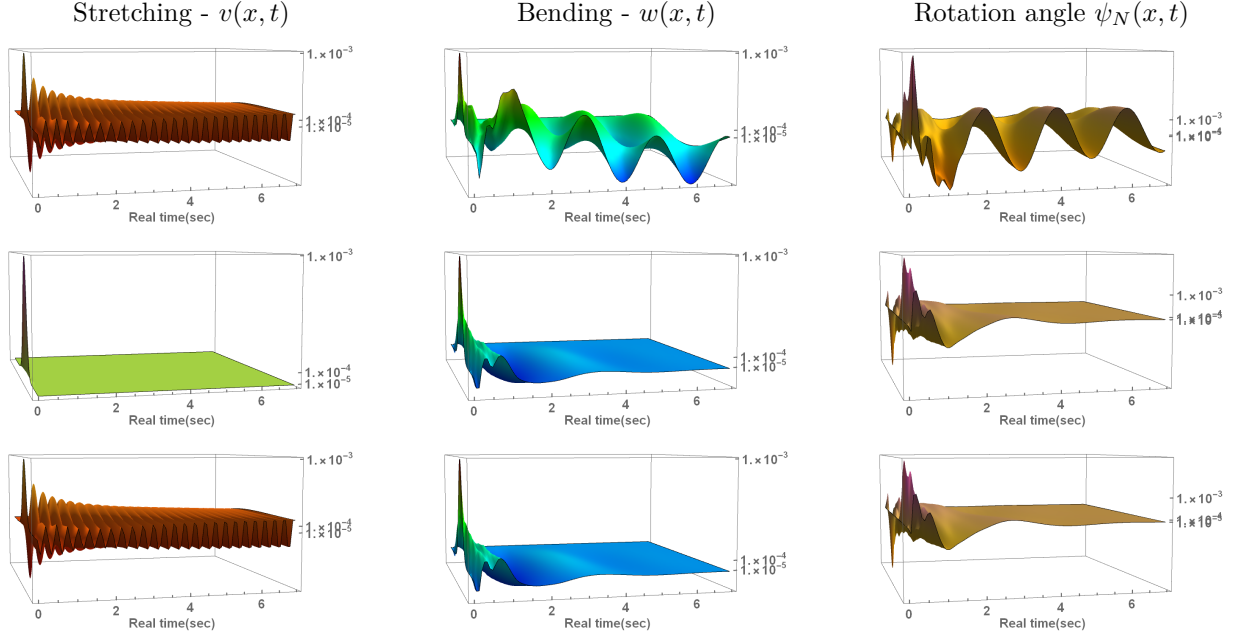 Stretching - v(x, t)
Bending - w(x, t)
Rotation angle ψ_N(x, t)
1.×10⁻³
1.×10⁻⁴
1.×10⁻⁵
0 2 4 6
Real time(sec)
1.×10⁻³
1.×10⁻⁴
1.×10⁻⁵
0 2 4 6
Real time(sec)
1.×10⁻³
0 2 4 6
Real time(sec)
1.×10⁻³
1.×10⁻⁴
1.×10⁻⁵
0 2 4 6
Real time(sec)
1.×10⁻³
1.×10⁻⁴
1.×10⁻⁵
0 2 4 6
Real time(sec)
1.×10⁻³
0 2 4 6
Real time(sec)
1.×10⁻³
1.×10⁻⁴
1.×10⁻⁵
0 2 4 6
Real time(sec)
1.×10⁻³
1.×10⁻⁴
1.×10⁻⁵
0 2 4 6
Real time(sec)
1.×10⁻³
0 2 4 6
Real time(sec)